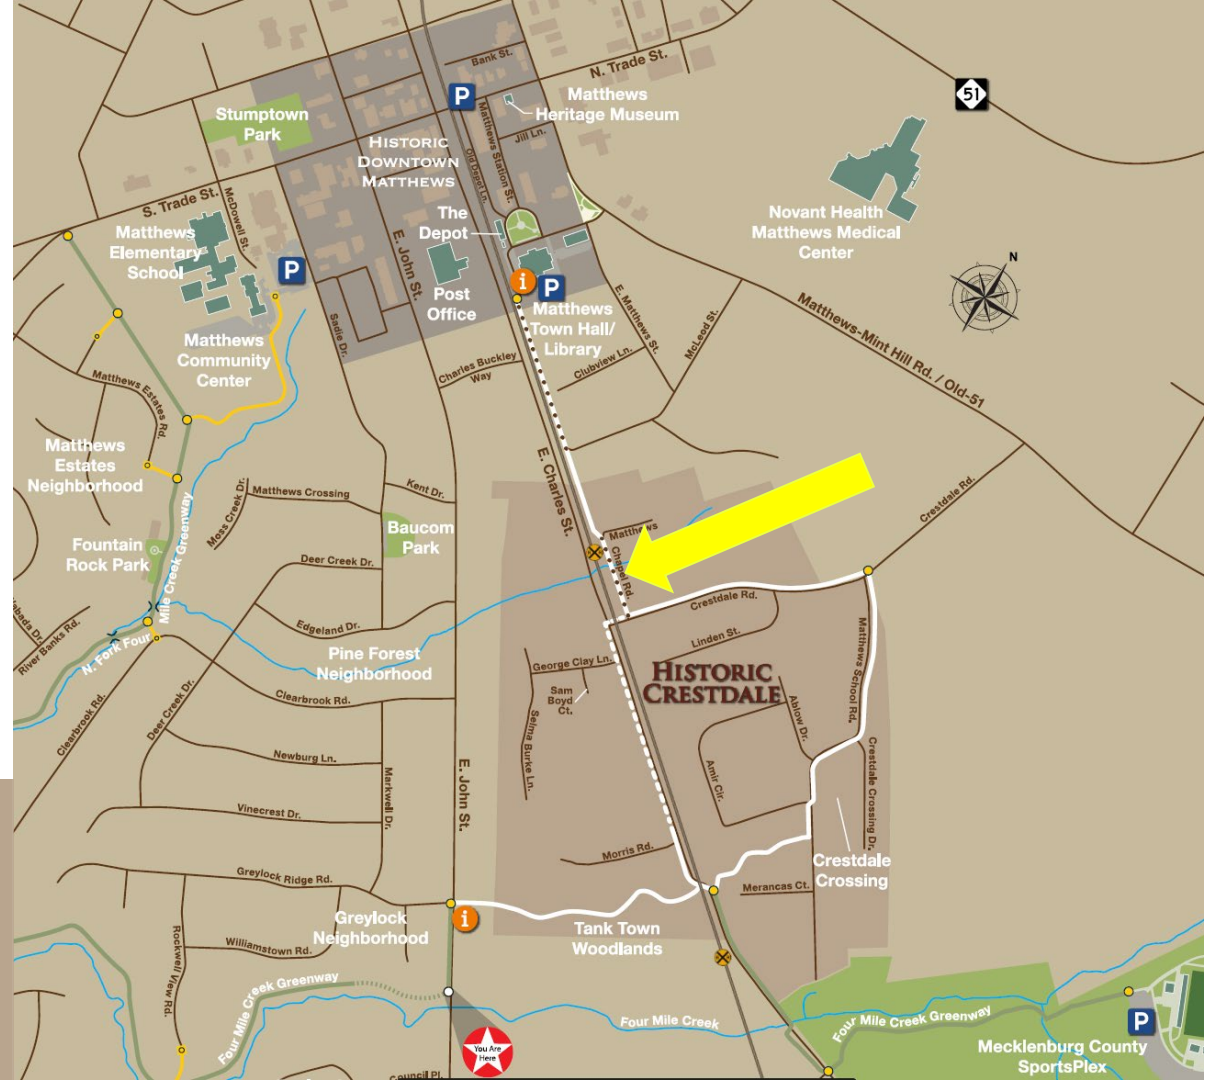 Bank St.
N. Trade St.
51
P
Matthews
Heritage Museum
Stumptown
Park
Matthews Station St.
Jill Ln.
HISTORIC
DOWNTOWN
MATTHEWS
Old Depot Ln.
S. Trade St.
McDowell St.
The
Depot
Novant Health
Matthews Medical
Center
Matthews
Elementary
School
P
E. John St.
N
i
P
Post
Office
Matthews
Town Hall/
Library
E. Matthews St.
McLeod St.
Matthews-Mint Hill Rd. / Old-51
Sadie Dr.
Matthews
Community
Center
Charles Buckley
Way
Clubview Ln.
Matthews Estates Rd.
Matthews
Estates
Neighborhood
E. Charles St.
Moss Creek Dr.
Matthews Crossing
Kent Dr.
Crestdale Rd.
Baucom
Park
Matthews
Chapel Rd.
Fountain
Rock Park
Mile Creek Greenway
Deer Creek Dr.
Crestdale Rd.
River Banks Rd.
Edgeland Dr.
Linden St.
Matthews School Rd.
N. Fork Four
Pine Forest
Neighborhood
George Clay Ln.
HISTORIC
CRESTDALE
Sam
Boyd
Ct.
Clearbrook Rd.
Clearbrook Rd.
Deer Creek Dr.
Selma Burke Ln.
Ablow Dr.
Newburg Ln.
Amir Cir.
Crestdale Crossing Dr.
E. John St.
Markwell Dr.
Vinecrest Dr.
Morris Rd.
Crestdale
Crossing
Greylock Ridge Rd.
Merancas Ct.
i
Greylock
Neighborhood
Tank Town
Woodlands
Williamstown Rd.
Rockwell View Rd.
Four Mile Creek Greenway
Four Mile Creek
Four Mile Creek Greenway
P
You Are
Here
Mecklenburg County
SportsPlex
Council Pl.